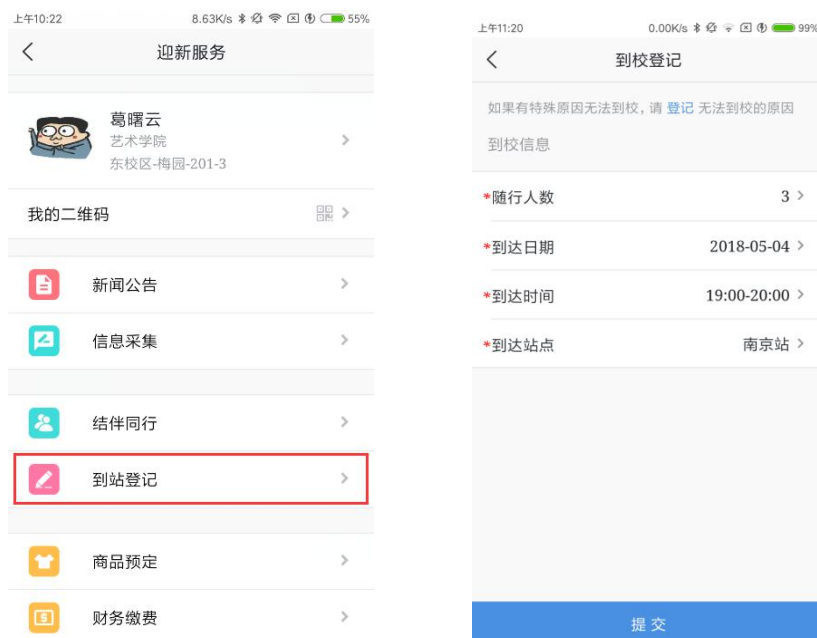 上午10:22 8.63K/s 55%
迎新服务
葛曙云
艺术学院
东校区-梅园-201-3
我的二维码
新闻公告
信息采集
结伴同行
到站登记
商品预定
财务缴费
上午11:20 0.00K/s 99%
到校登记
如果有特殊原因无法到校，请 登记 无法到校的原因
到校信息
*随行人数 3
*到达日期 2018-05-04
*到达时间 19:00-20:00
*到达站点 南京站
提交